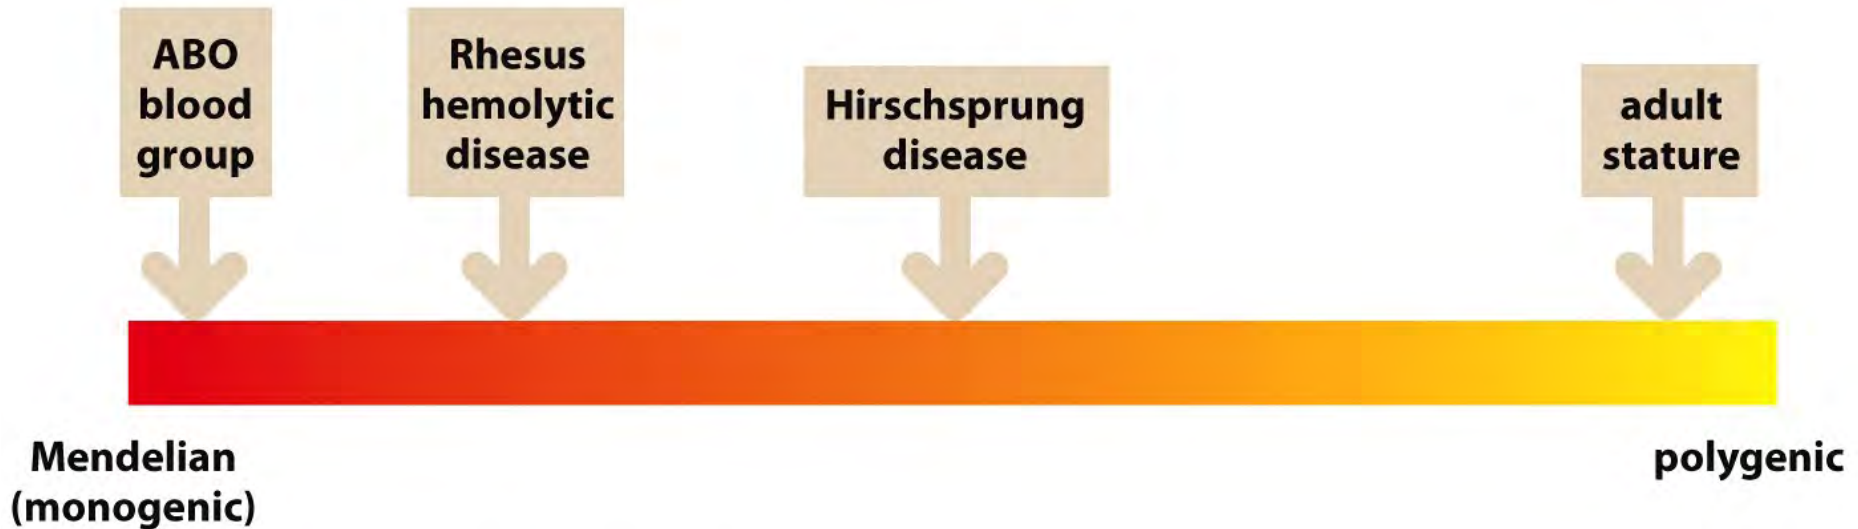 ABO
blood
group
Rhesus
hemolytic
disease
Hirschsprung
disease
adult
stature
Mendelian
(monogenic)
polygenic